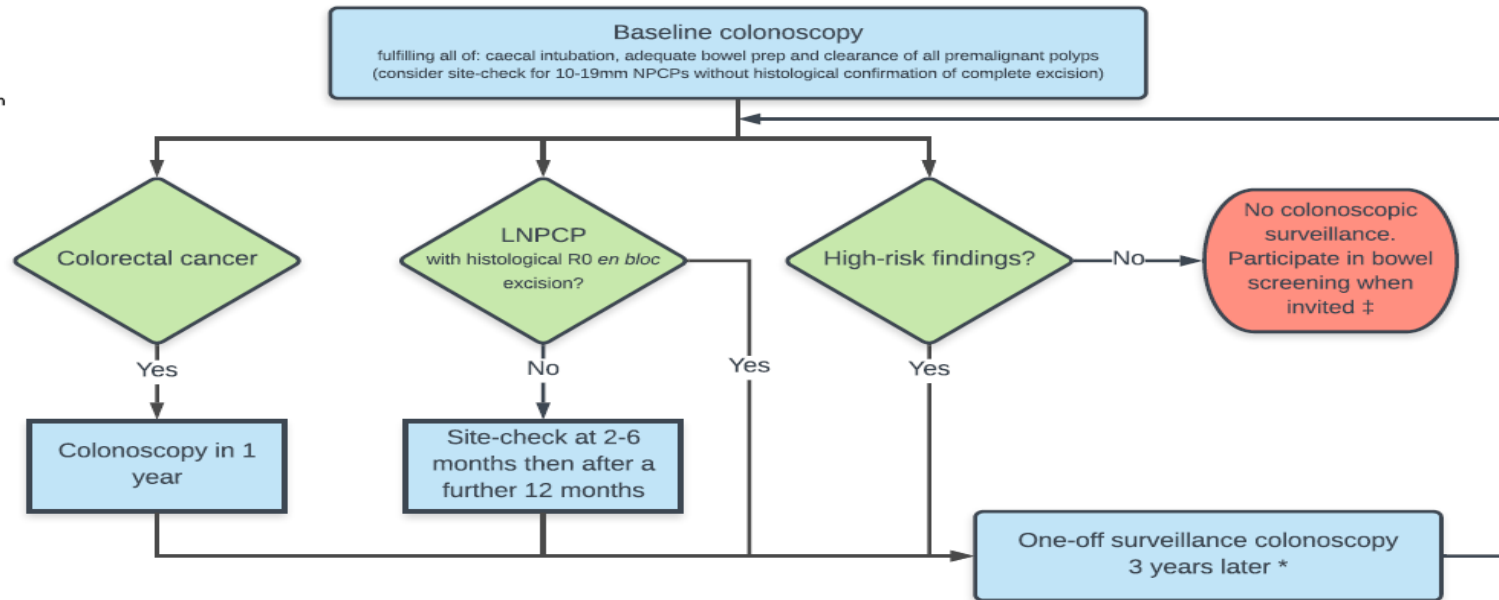 Baseline colonoscopy
fulfilling all of: caecal intubation, adequate bowel prep and clearance of all premalignant polyps
(consider site-check for 10-19mm NPCPs without histological confirmation of complete excision)
n
Colorectal cancer
LNPCP
with histological R0 en bloc
excision?
High-risk findings?
No
No colonoscopic
surveillance.
Participate in bowel
screening when
invited ‡
Yes
No
Yes
Yes
Colonoscopy in 1
year
Site-check at 2-6
months then after a
further 12 months
One-off surveillance colonoscopy
3 years later *